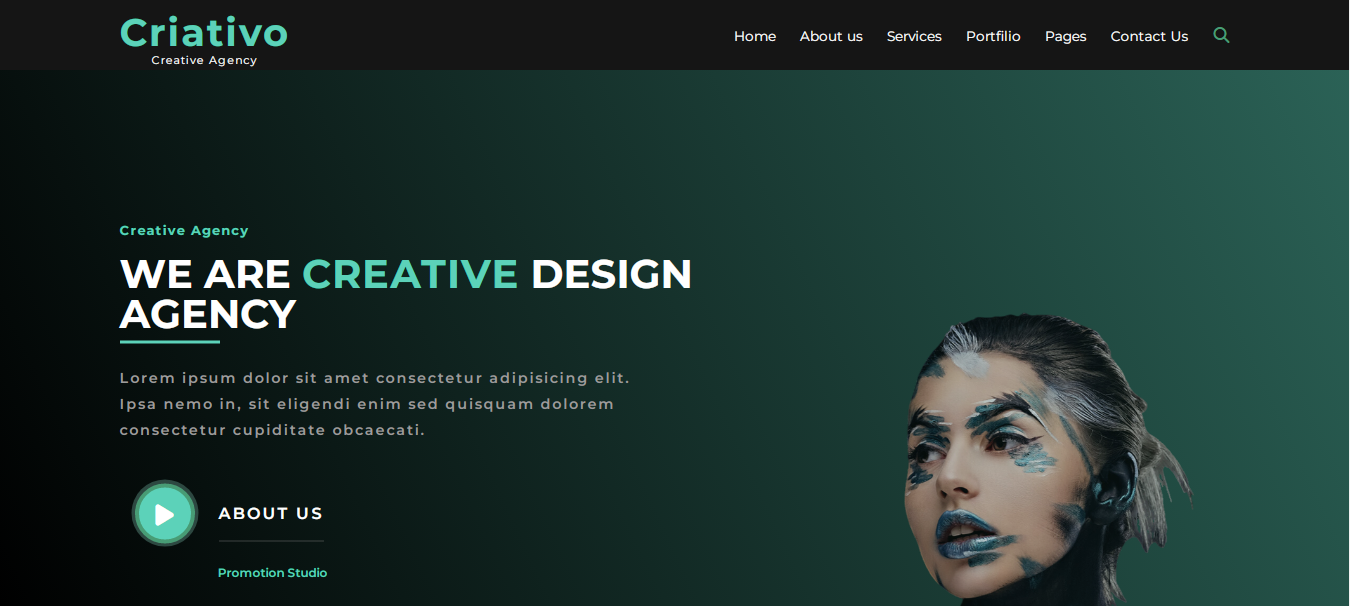 Criativo
Creative Agency
Home About us Services Portfilio Pages Contact Us
Creative Agency
WE ARE CREATIVE DESIGN
AGENCY
Lorem ipsum dolor sit amet consectetur adipisicing elit.
Ipsa nemo in, sit eligendi enim sed quisquam dolorem
consectetur cupiditate obcaecati.
ABOUT US
Promotion Studio